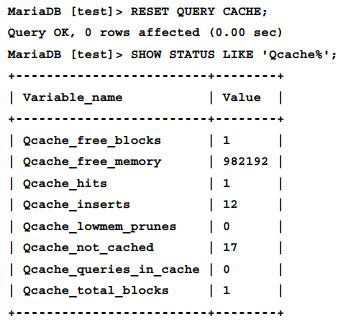 MariaDB [test]> RESET QUERY CACHE;
Query OK, 0 rows affected (0.00 sec)
MariaDB [test]> SHOW STATUS LIKE 'Qcache%';
+-------------------------+--------+
| Variable_name           | Value  |
+-------------------------+--------+
| Qcache_free_blocks      | 1      |
| Qcache_free_memory      | 982192 |
| Qcache_hits             | 1      |
| Qcache_inserts          | 12     |
| Qcache_lowmem_prunes    | 0      |
| Qcache_not_cached       | 17     |
| Qcache_queries_in_cache | 0      |
| Qcache_total_blocks     | 1      |
+-------------------------+--------+